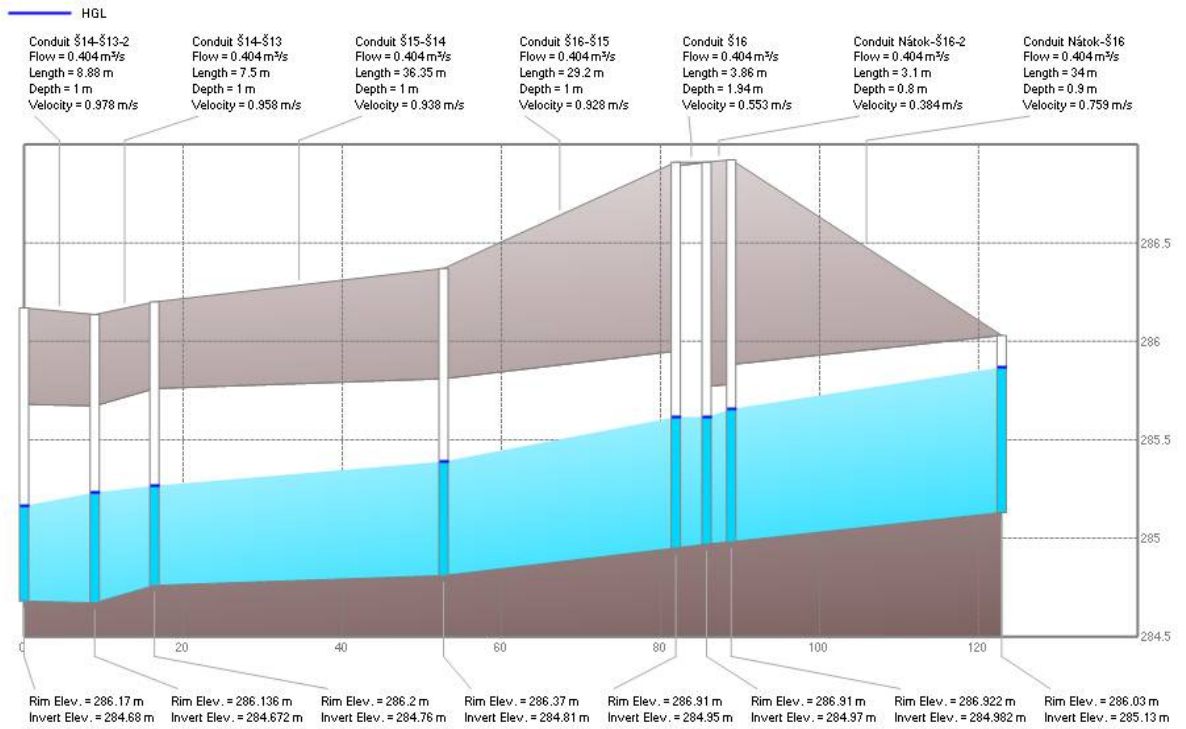 HGL
Conduit Š14-Š13-2
Flow = 0.404 m³/s
Length = 8.88 m
Depth = 1 m
Velocity = 0.978 m/s
Conduit Š14-Š13
Flow = 0.404 m³/s
Length = 7.5 m
Depth = 1 m
Velocity = 0.958 m/s
Conduit Š15-Š14
Flow = 0.404 m³/s
Length = 36.35 m
Depth = 1 m
Velocity = 0.938 m/s
Conduit Š16-Š15
Flow = 0.404 m³/s
Length = 29.2 m
Depth = 1 m
Velocity = 0.928 m/s
Conduit Š16
Flow = 0.404 m³/s
Length = 3.86 m
Depth = 1.94 m
Velocity = 0.553 m/s
Conduit Nátok-Š16-2
Flow = 0.404 m³/s
Length = 3.1 m
Depth = 0.8 m
Velocity = 0.384 m/s
Conduit Nátok-Š16
Flow = 0.404 m³/s
Length = 34 m
Depth = 0.9 m
Velocity = 0.759 m/s
286.5
286
285.5
285
284.5
0 20 40 60 80 100 120
Rim Elev. = 286.17 m
Invert Elev. = 284.68 m
Rim Elev. = 286.136 m
Invert Elev. = 284.672 m
Rim Elev. = 286.2 m
Invert Elev. = 284.76 m
Rim Elev. = 286.37 m
Invert Elev. = 284.81 m
Rim Elev. = 286.91 m
Invert Elev. = 284.95 m
Rim Elev. = 286.91 m
Invert Elev. = 284.97 m
Rim Elev. = 286.922 m
Invert Elev. = 284.982 m
Rim Elev. = 286.03 m
Invert Elev. = 285.13 m